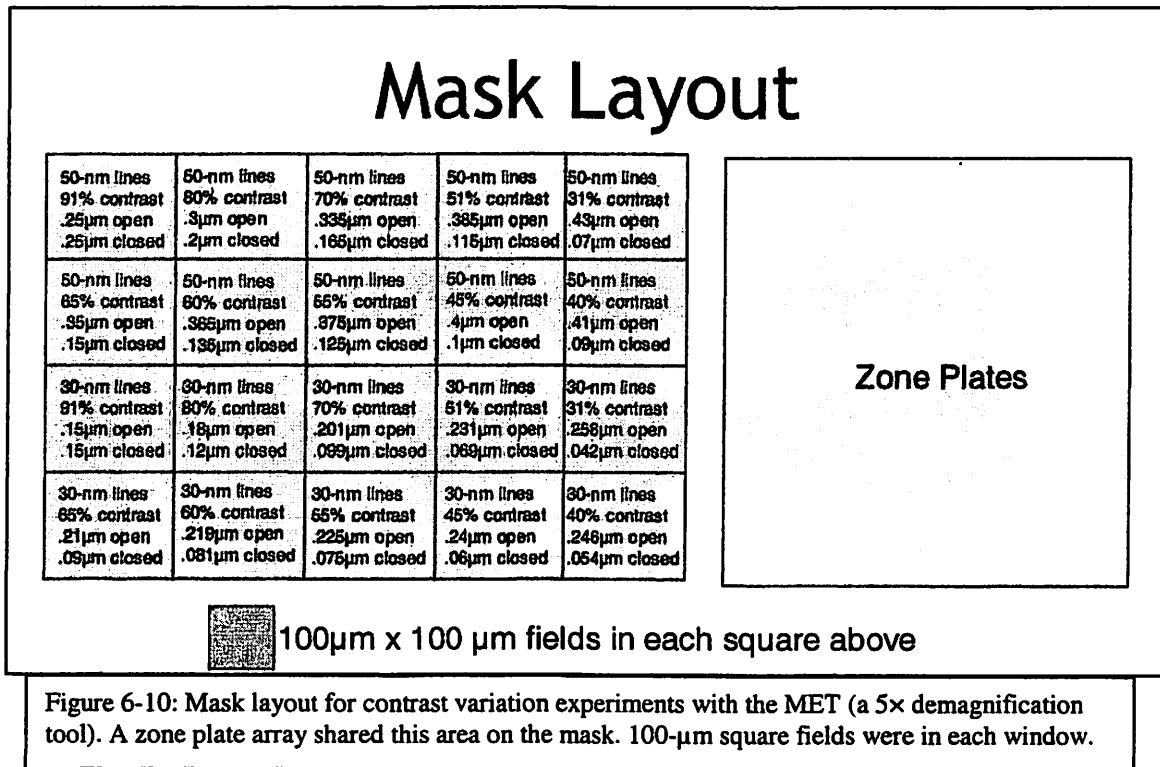 Mask Layout
50-nm lines
91% contrast
.25µm open
.25µm closed
50-nm lines
80% contrast
.3µm open
.2µm closed
50-nm lines
70% contrast
.335µm open
.165µm closed
50-nm lines
51% contrast
.385µm open
.115µm closed
50-nm lines
31% contrast
.43µm open
.07µm closed
50-nm lines
65% contrast
.35µm open
.15µm closed
50-nm lines
60% contrast
.365µm open
.135µm closed
50-nm lines
55% contrast
.375µm open
.125µm closed
50-nm lines
45% contrast
.4µm open
.1µm closed
50-nm lines
40% contrast
.41µm open
.09µm closed
30-nm lines
91% contrast
.15µm open
.15µm closed
30-nm lines
80% contrast
.18µm open
.12µm closed
30-nm lines
70% contrast
.201µm open
.099µm closed
30-nm lines
51% contrast
.231µm open
.069µm closed
30-nm lines
31% contrast
.258µm open
.042µm closed
30-nm lines
65% contrast
.21µm open
.09µm closed
30-nm lines
60% contrast
.219µm open
.081µm closed
30-nm lines
55% contrast
.225µm open
.075µm closed
30-nm lines
45% contrast
.24µm open
.06µm closed
30-nm lines
40% contrast
.246µm open
.054µm closed
Zone Plates
100µm x 100 µm fields in each square above
Figure 6-10: Mask layout for contrast variation experiments with the MET (a 5× demagnification
tool). A zone plate array shared this area on the mask. 100-µm square fields were in each window.